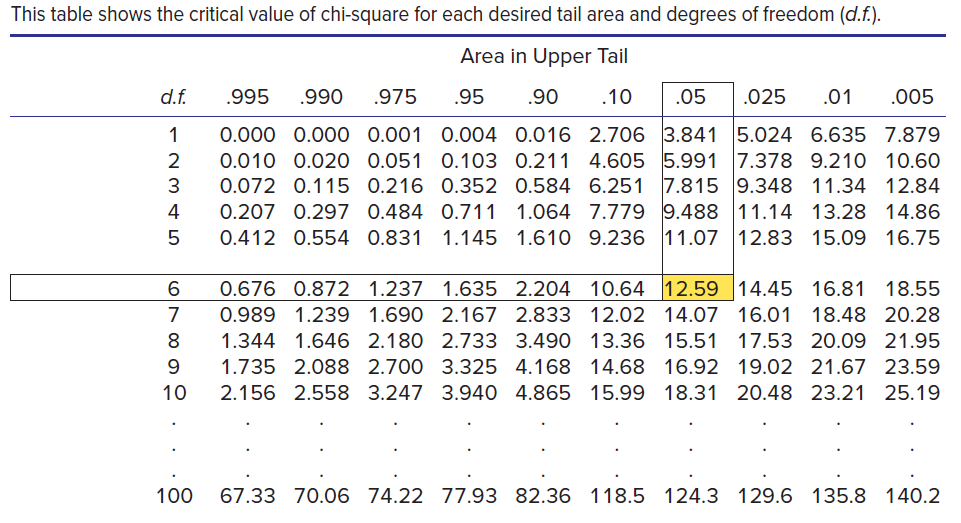 This table shows the critical value of chi-square for each desired tail area and degrees of freedom (d.f.).
Area in Upper Tail
d.f. .995 .990 .975 .95 .90 .10 .05 .025 .01 .005
1 0.000 0.000 0.001 0.004 0.016 2.706 3.841 5.024 6.635 7.879
2 0.010 0.020 0.051 0.103 0.211 4.605 5.991 7.378 9.210 10.60
3 0.072 0.115 0.216 0.352 0.584 6.251 7.815 9.348 11.34 12.84
4 0.207 0.297 0.484 0.711 1.064 7.779 9.488 11.14 13.28 14.86
5 0.412 0.554 0.831 1.145 1.610 9.236 11.07 12.83 15.09 16.75
6 0.676 0.872 1.237 1.635 2.204 10.64 12.59 14.45 16.81 18.55
7 0.989 1.239 1.690 2.167 2.833 12.02 14.07 16.01 18.48 20.28
8 1.344 1.646 2.180 2.733 3.490 13.36 15.51 17.53 20.09 21.95
9 1.735 2.088 2.700 3.325 4.168 14.68 16.92 19.02 21.67 23.59
10 2.156 2.558 3.247 3.940 4.865 15.99 18.31 20.48 23.21 25.19
. . . . . . . . . . .
. . . . . . . . . . .
. . . . . . . . . . .
100 67.33 70.06 74.22 77.93 82.36 118.5 124.3 129.6 135.8 140.2